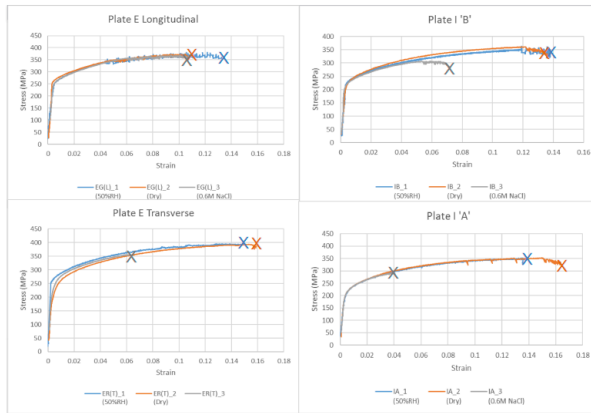 Plate E Longitudinal
Stress (MPa)
450
400
350
300
250
200
150
100
50
0
0 0.02 0.04 0.06 0.08 0.1 0.12 0.14 0.16 0.18
Strain
EG(L)_1 EG(L)_2 EG(L)_3
(50%RH) (Dry) (0.6M NaCl)
Plate I 'B'
Stress (MPa)
400
350
300
250
200
150
100
50
0
0 0.02 0.04 0.06 0.08 0.1 0.12 0.14 0.16 0.18
Strain
IB_1 IB_2 IB_3
(50%RH) (Dry) (0.6M NaCl)
Plate E Transverse
Stress (MPa)
450
400
350
300
250
200
150
100
50
0
0 0.02 0.04 0.06 0.08 0.1 0.12 0.14 0.16 0.18
Strain
ER(T)_1 ER(T)_2 ER(T)_3
(50%RH) (Dry)
Plate I 'A'
Stress (MPa)
450
400
350
300
250
200
150
100
50
0
0 0.02 0.04 0.06 0.08 0.1 0.12 0.14 0.16 0.18
Strain
IA_1 IA_2 IA_3
(50%RH) (Dry) (0.6M NaCl)